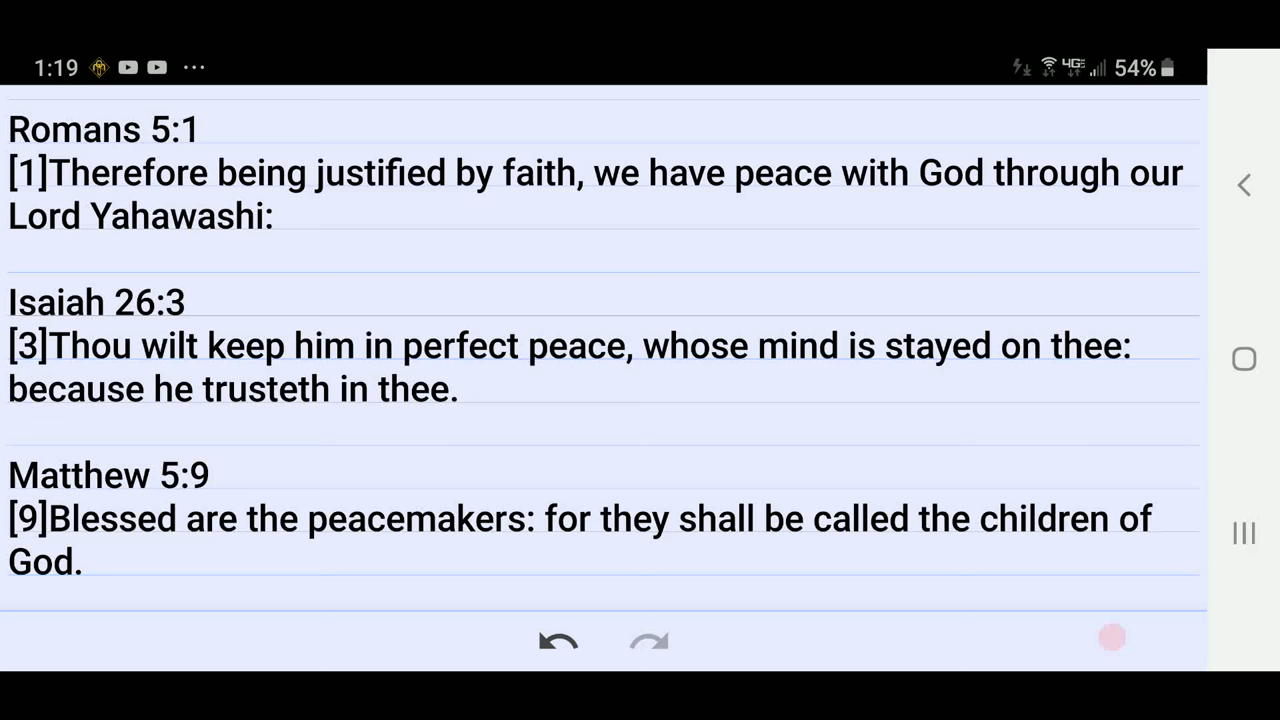 1:19 ... 4GE 54%
Romans 5:1
[1]Therefore being justified by faith, we have peace with God through our
Lord Yahawashi:
Isaiah 26:3
[3]Thou wilt keep him in perfect peace, whose mind is stayed on thee:
because he trusteth in thee.
Matthew 5:9
[9]Blessed are the peacemakers: for they shall be called the children of
God.